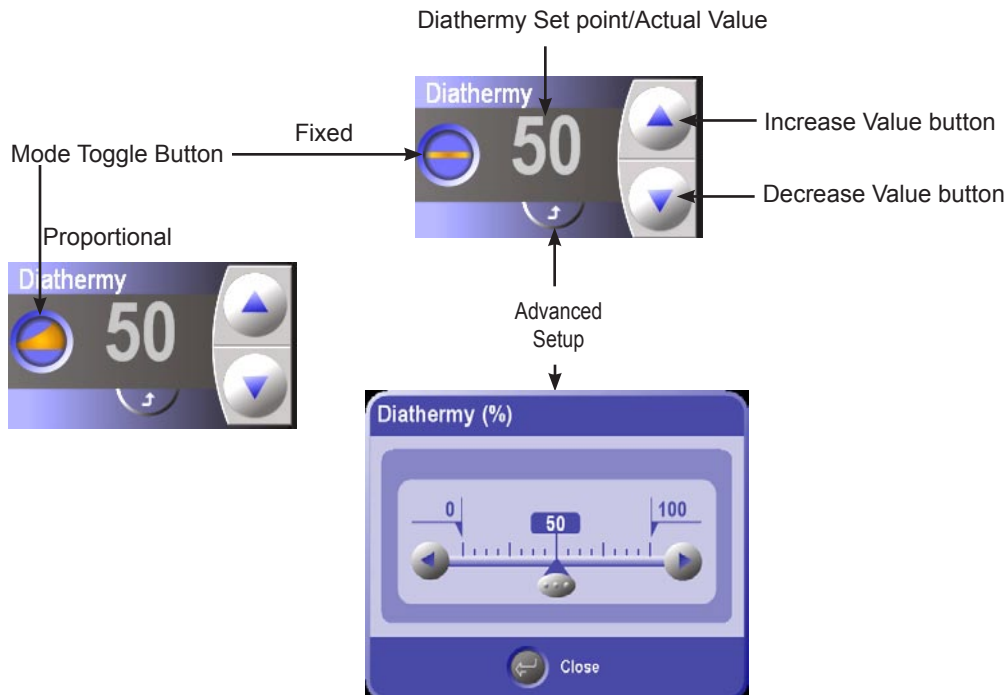 Diathermy Set point/Actual Value
Diathermy
50
Fixed
Mode Toggle Button
Increase Value button
Decrease Value button
Proportional
Diathermy
50
Advanced
Setup
Diathermy (%)
0
50
100
Close